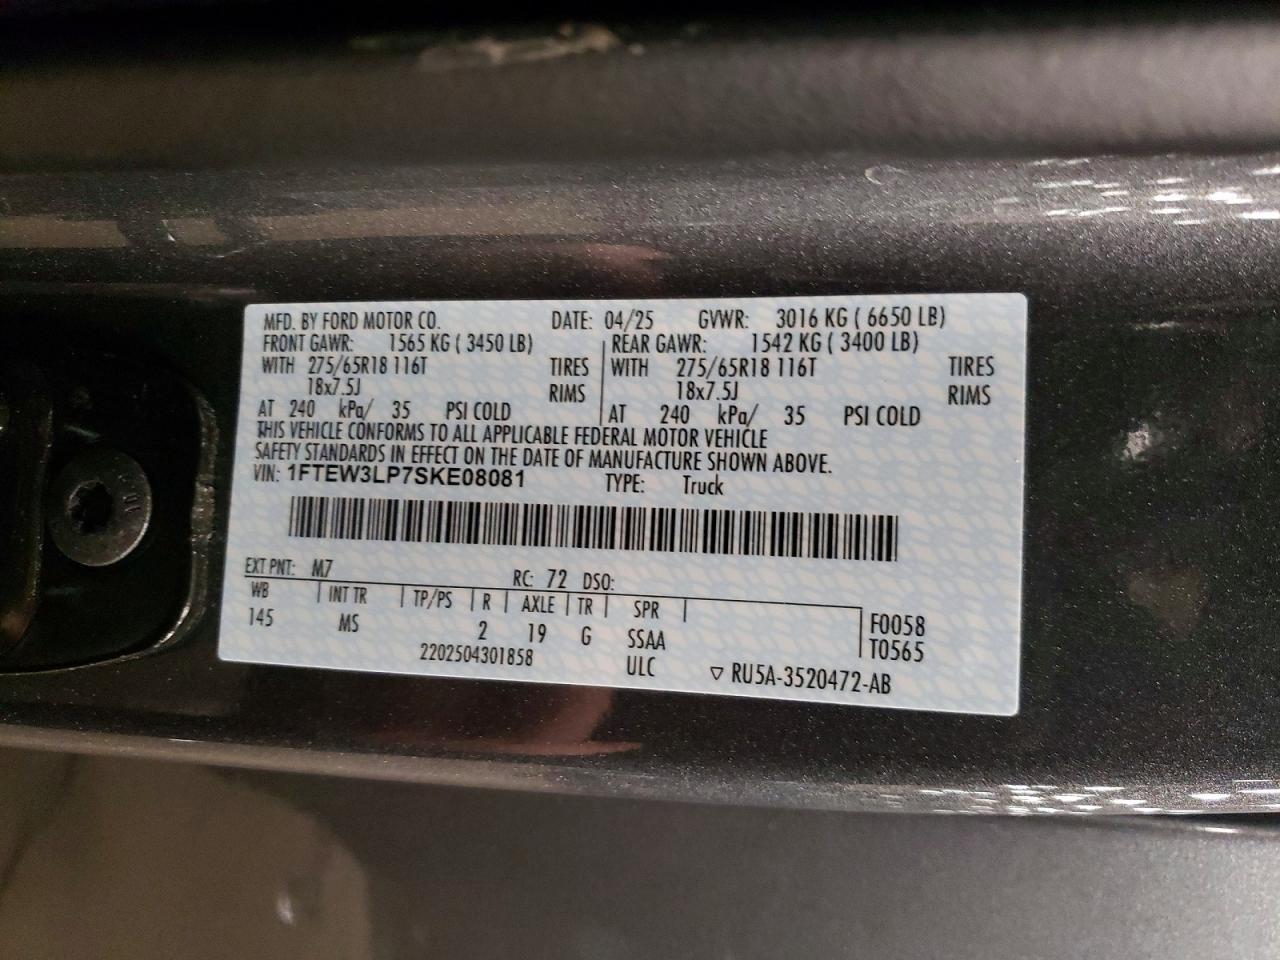 MFD. BY FORD MOTOR CO. DATE: 04/25 GVWR: 3016 KG ( 6650 LB)
FRONT GAWR: 1565 KG ( 3450 LB) REAR GAWR: 1542 KG ( 3400 LB)
WITH 275/65R18 116T TIRES WITH 275/65R18 116T TIRES
18x7.5J RIMS 18x7.5J RIMS
AT 240 kPa/ 35 PSI COLD AT 240 kPa/ 35 PSI COLD
THIS VEHICLE CONFORMS TO ALL APPLICABLE FEDERAL MOTOR VEHICLE
SAFETY STANDARDS IN EFFECT ON THE DATE OF MANUFACTURE SHOWN ABOVE.
VIN: 1FTEW3LP7SKE08081 TYPE: Truck
EXT PNT: M7 RC: 72 DSO:
WB INT TR TP/PS R AXLE TR SPR
145 MS 2 19 G SSAA F0058
T0565
2202504301858 ULC ▽ RU5A-3520472-AB